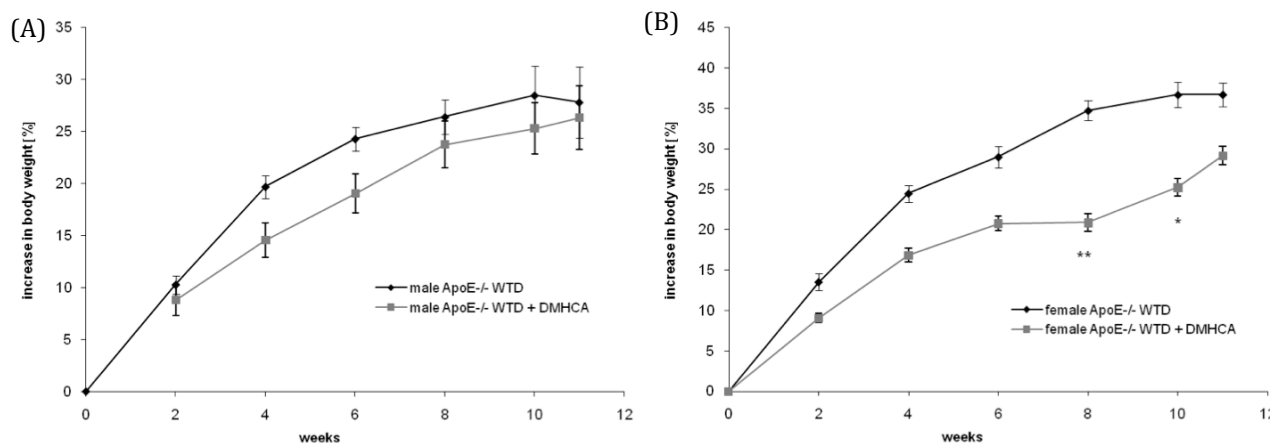 (A)
increase in body weight [%]
35
30
25
20
15
10
5
0
0 2 4 6 8 10 12
weeks
male ApoE-/- WTD
male ApoE-/- WTD + DMHCA
(B)
increase in body weight [%]
45
40
35
30
25
20
15
10
5
0
0 2 4 6 8 10 12
weeks
**
*
female ApoE-/- WTD
female ApoE-/- WTD + DMHCA